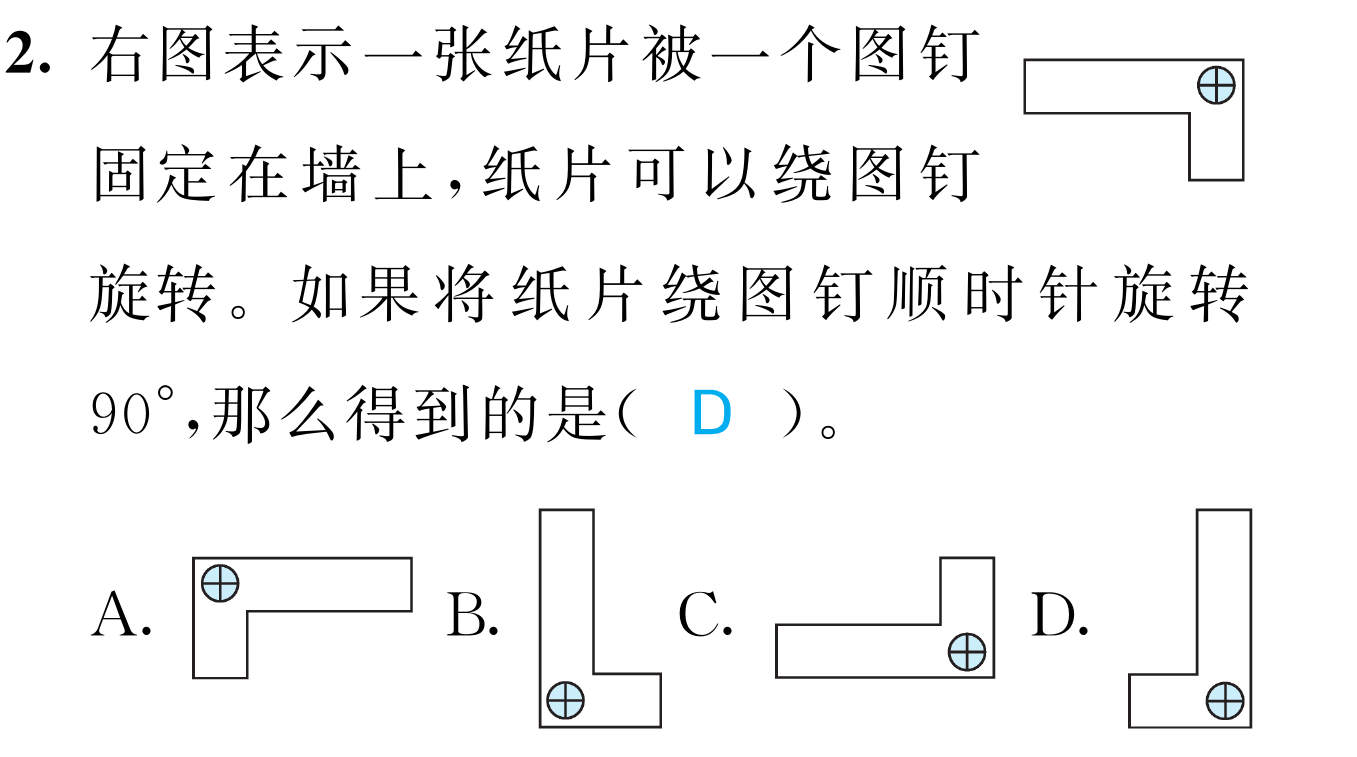 2. 右图表示一张纸片被一个图钉
固定在墙上,纸片可以绕图钉
旋转。如果将纸片绕图钉顺时针旋转
90°,那么得到的是( D )。
A. B. C. D.